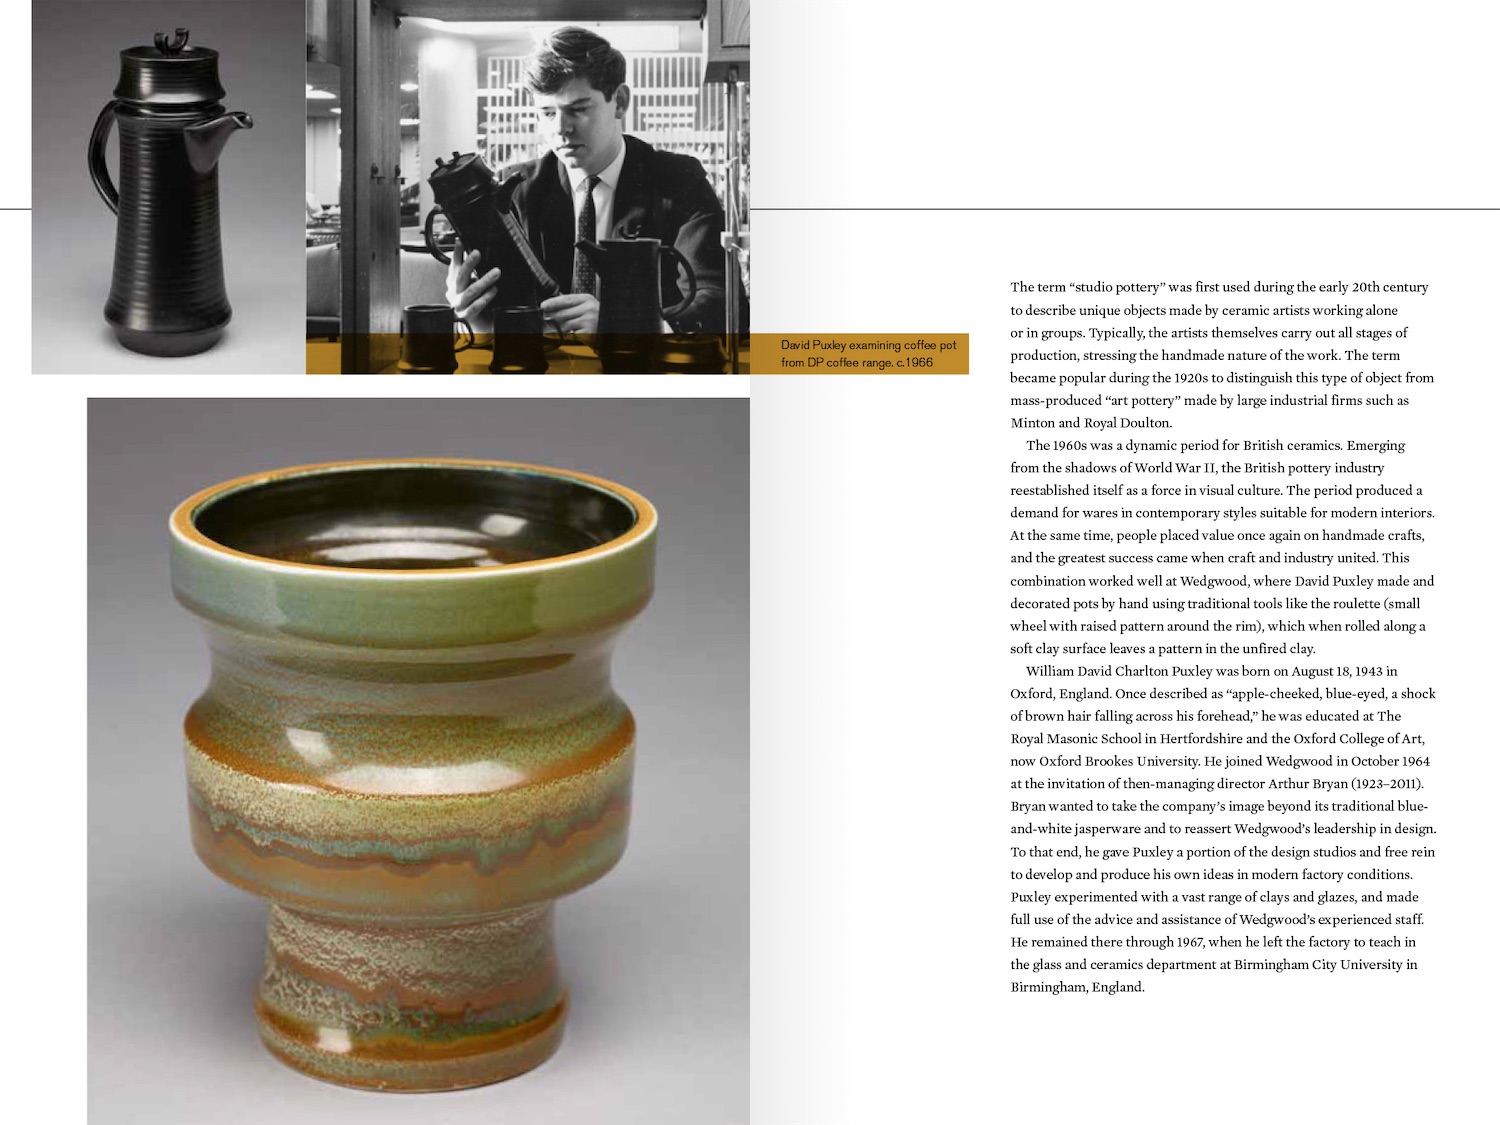 David Puxley examining coffee pot
from DP coffee range. c.1966
The term “studio pottery” was first used during the early 20th century
to describe unique objects made by ceramic artists working alone
or in groups. Typically, the artists themselves carry out all stages of
production, stressing the handmade nature of the work. The term
became popular during the 1920s to distinguish this type of object from
mass-produced “art pottery” made by large industrial firms such as
Minton and Royal Doulton.
The 1960s was a dynamic period for British ceramics. Emerging
from the shadows of World War II, the British pottery industry
reestablished itself as a force in visual culture. The period produced a
demand for wares in contemporary styles suitable for modern interiors.
At the same time, people placed value once again on handmade crafts,
and the greatest success came when craft and industry united. This
combination worked well at Wedgwood, where David Puxley made and
decorated pots by hand using traditional tools like the roulette (small
wheel with raised pattern around the rim), which when rolled along a
soft clay surface leaves a pattern in the unfired clay.
William David Charlton Puxley was born on August 18, 1943 in
Oxford, England. Once described as “apple-cheeked, blue-eyed, a shock
of brown hair falling across his forehead,” he was educated at The
Royal Masonic School in Hertfordshire and the Oxford College of Art,
now Oxford Brookes University. He joined Wedgwood in October 1964
at the invitation of then-managing director Arthur Bryan (1923–2011).
Bryan wanted to take the company’s image beyond its traditional blue-
and-white jasperware and to reassert Wedgwood’s leadership in design.
To that end, he gave Puxley a portion of the design studios and free rein
to develop and produce his own ideas in modern factory conditions.
Puxley experimented with a vast range of clays and glazes, and made
full use of the advice and assistance of Wedgwood’s experienced staff.
He remained there through 1967, when he left the factory to teach in
the glass and ceramics department at Birmingham City University in
Birmingham, England.